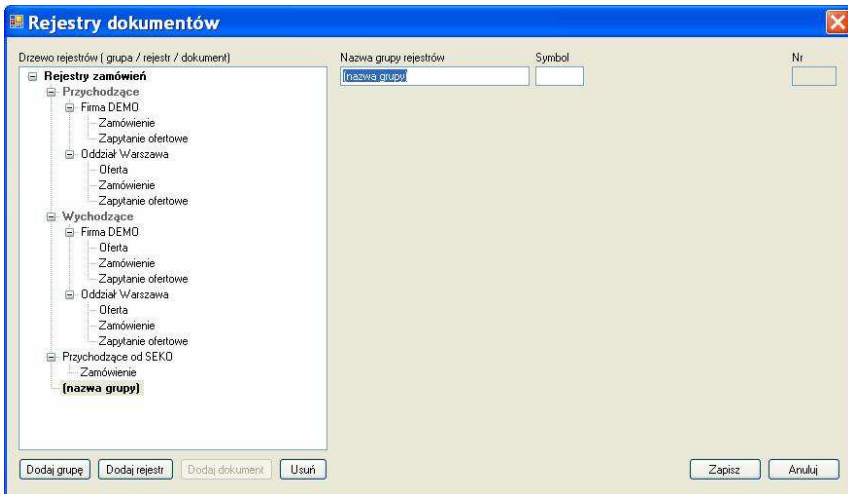 Rejestry dokumentów
Drzewo rejestrów ( grupa / rejestr / dokument)
Nazwa grupy rejestrów
Symbol
Nr
(nazwa grupy)
Rejestry zamówień
Przychodzące
Firma DEMO
Zamówienie
Zapytanie ofertowe
Oddział Warszawa
Oferta
Zamówienie
Zapytanie ofertowe
Wychodzące
Firma DEMO
Oferta
Zamówienie
Zapytanie ofertowe
Oddział Warszawa
Oferta
Zamówienie
Zapytanie ofertowe
Przychodzące od SEKO
Zamówienie
(nazwa grupy)
Dodaj grupę
Dodaj rejestr
Dodaj dokument
Usuń
Zapisz
Anuluj